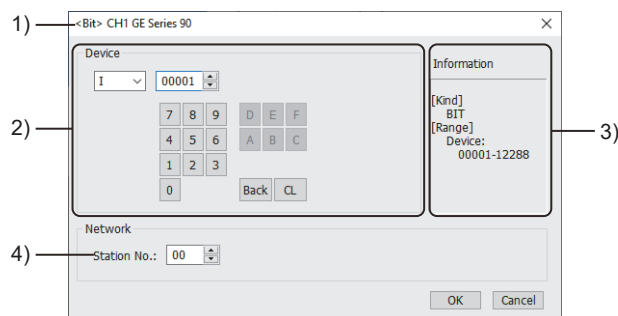 1)
<Bit> CH1 GE Series 90
Device
I 00001
7 8 9 D E F
4 5 6 A B C
1 2 3
0 Back CL
2)
Information
[Kind]
BIT
[Range]
Device:
00001-12288
3)
Network
4)
Station No.: 00
OK Cancel